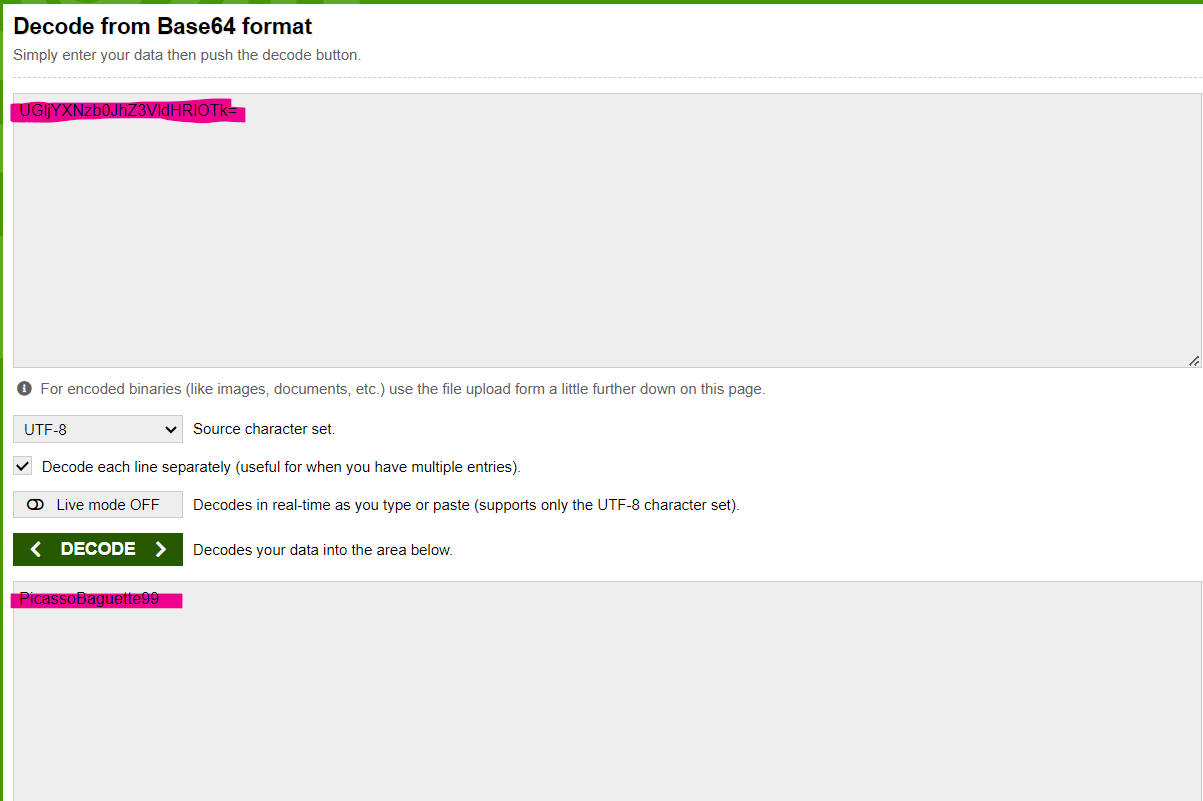 Decode from Base64 format
Simply enter your data then push the decode button.
UGljYXNzb0JhZ3VldHRlOTk=
For encoded binaries (like images, documents, etc.) use the file upload form a little further down on this page.
UTF-8 Source character set.
Decode each line separately (useful for when you have multiple entries).
Live mode OFF Decodes in real-time as you type or paste (supports only the UTF-8 character set).
DECODE Decodes your data into the area below.
PicassoBaguette99